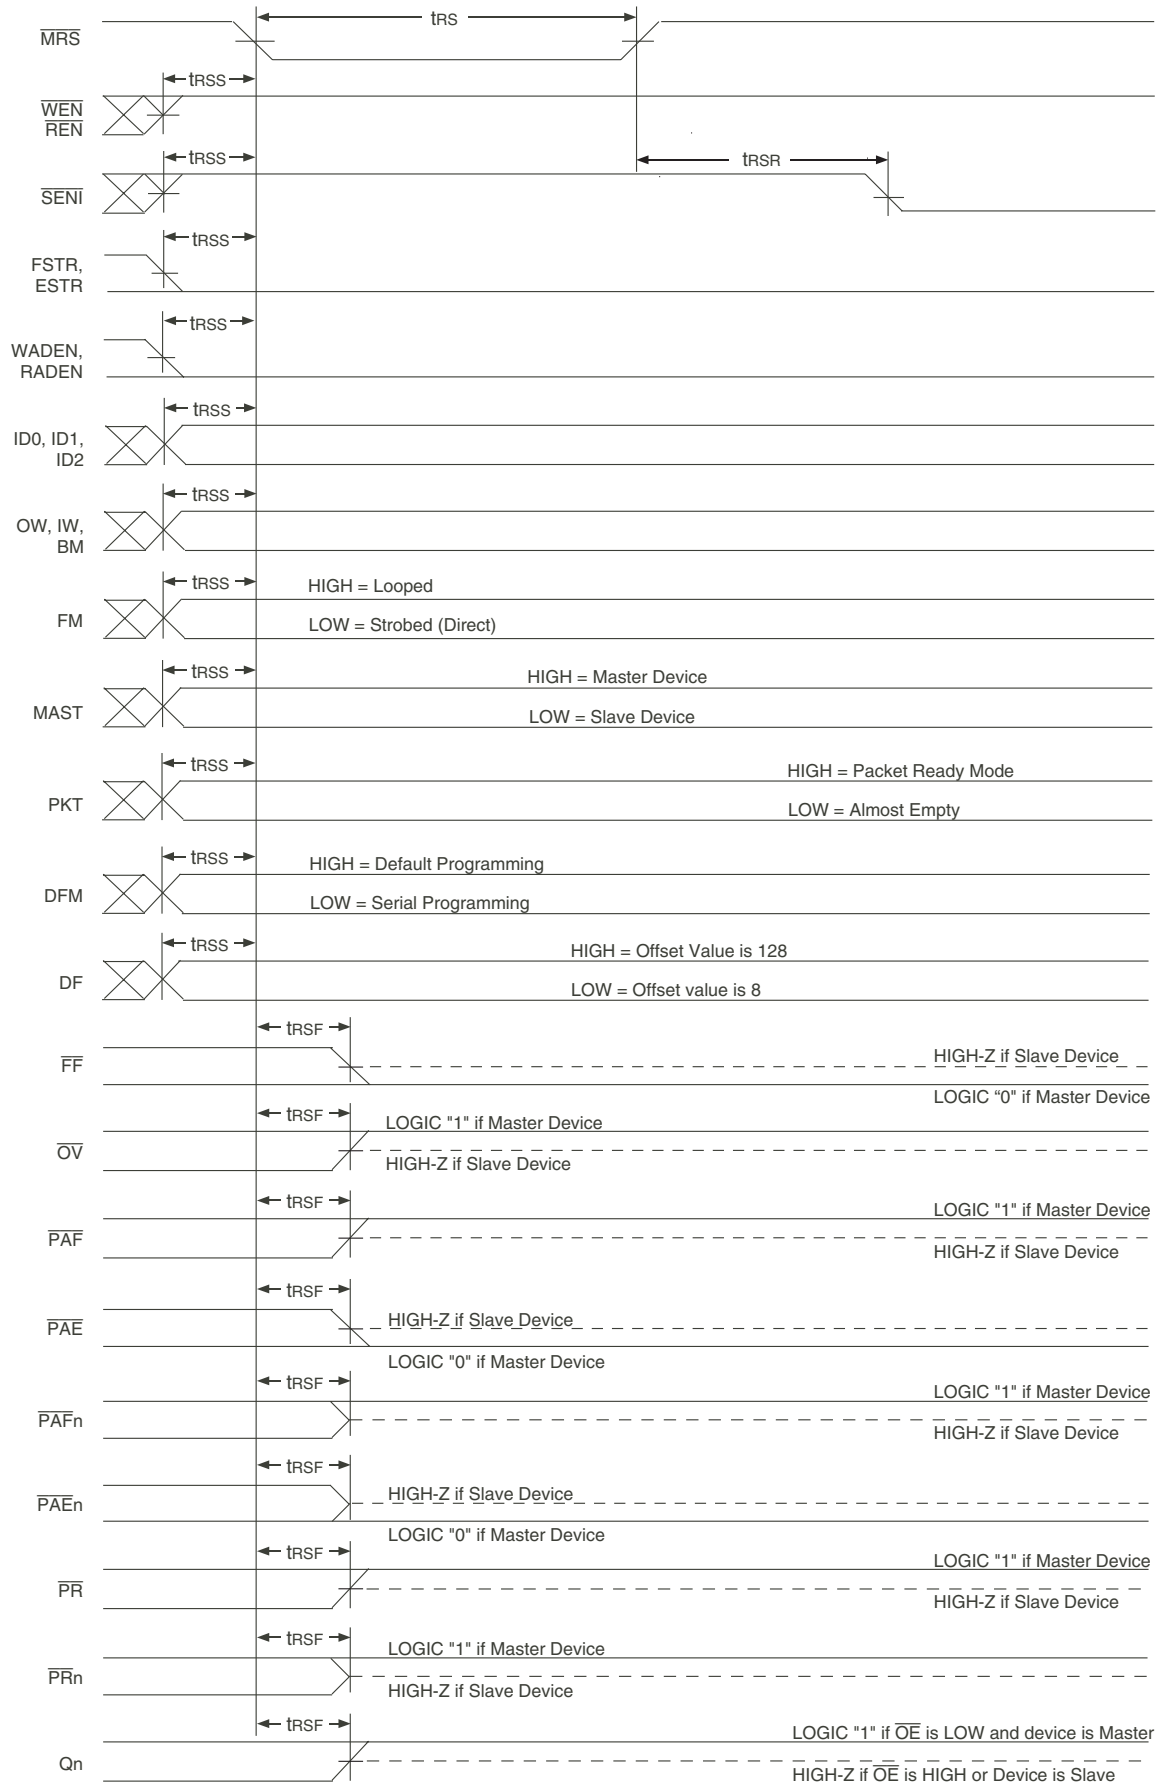 tRS
MRS
tRSS
WEN
REN
tRSS
tRSR
SENI
tRSS
FSTR,
ESTR
tRSS
WADEN,
RADEN
tRSS
ID0, ID1,
ID2
tRSS
OW, IW,
BM
tRSS
HIGH = Looped
FM
LOW = Strobed (Direct)
tRSS
HIGH = Master Device
MAST
LOW = Slave Device
tRSS
HIGH = Packet Ready Mode
PKT
LOW = Almost Empty
tRSS
HIGH = Default Programming
DFM
LOW = Serial Programming
tRSS
HIGH = Offset Value is 128
DF
LOW = Offset value is 8
tRSF
FF
HIGH-Z if Slave Device
LOGIC “0" if Master Device
tRSF
LOGIC "1" if Master Device
OV
HIGH-Z if Slave Device
tRSF
LOGIC "1" if Master Device
PAF
HIGH-Z if Slave Device
tRSF
HIGH-Z if Slave Device
PAE
LOGIC "0" if Master Device
tRSF
LOGIC "1" if Master Device
PAFn
HIGH-Z if Slave Device
tRSF
HIGH-Z if Slave Device
PAEn
LOGIC "0" if Master Device
tRSF
LOGIC "1" if Master Device
PR
HIGH-Z if Slave Device
tRSF
LOGIC "1" if Master Device
PRn
HIGH-Z if Slave Device
tRSF
LOGIC "1" if OE is LOW and device is Master
Qn
HIGH-Z if OE is HIGH or Device is Slave